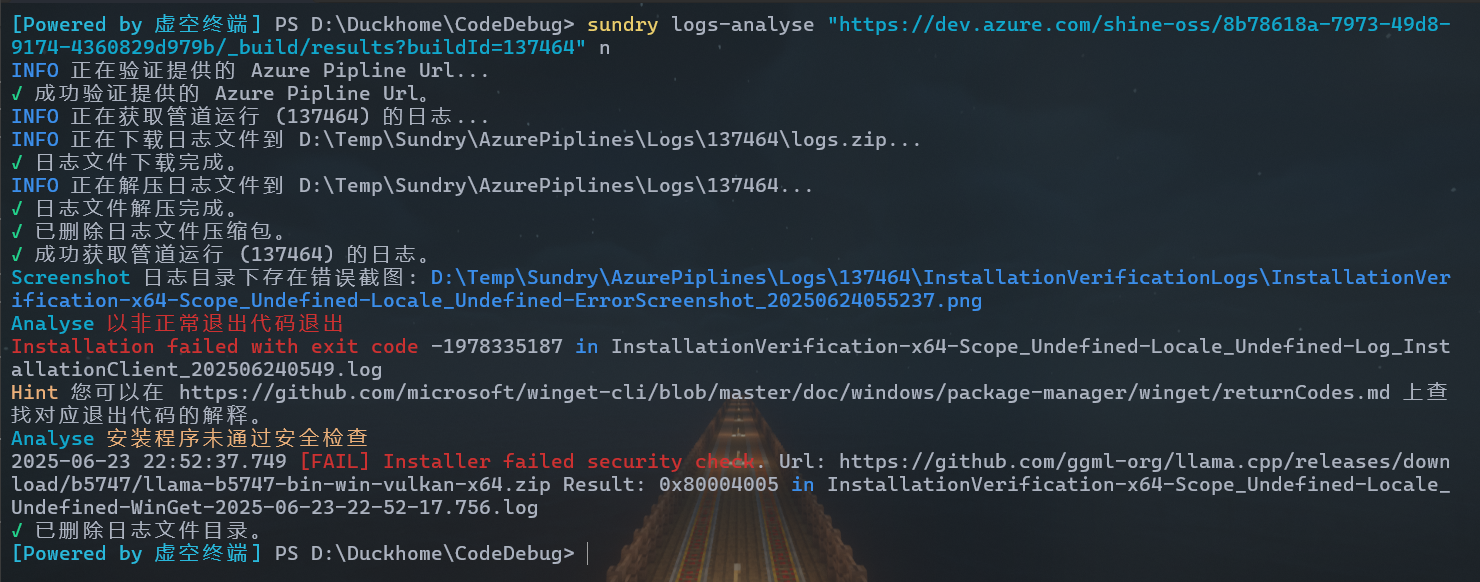 [Powered by 虚空终端] PS D:\Duckhome\CodeDebug> sundry logs-analyse "https://dev.azure.com/shine-oss/8b78618a-7973-49d8-
9174-4360829d979b/_build/results?buildId=137464" n
INFO 正在验证提供的 Azure Pipline Url...
√ 成功验证提供的 Azure Pipline Url。
INFO 正在获取管道运行 (137464) 的日志...
INFO 正在下载日志文件到 D:\Temp\Sundry\AzurePiplines\Logs\137464\logs.zip...
√ 日志文件下载完成。
INFO 正在解压日志文件到 D:\Temp\Sundry\AzurePiplines\Logs\137464...
√ 日志文件解压完成。
√ 已删除日志文件压缩包。
√ 成功获取管道运行 (137464) 的日志。
Screenshot 日志目录下存在错误截图: D:\Temp\Sundry\AzurePiplines\Logs\137464\InstallationVerificationLogs\InstallationVer
ification-x64-Scope_Undefined-Locale_Undefined-ErrorScreenshot_20250624055237.png
Analyse 以非正常退出代码退出
Installation failed with exit code -1978335187 in InstallationVerification-x64-Scope_Undefined-Locale_Undefined-Log_Inst
allationClient_202506240549.log
Hint 您可以在 https://github.com/microsoft/winget-cli/blob/master/doc/windows/package-manager/winget/returnCodes.md 上查
找对应退出代码的解释。
Analyse 安装程序未通过安全检查
2025-06-23 22:52:37.749 [FAIL] Installer failed security check. Url: https://github.com/ggml-org/llama.cpp/releases/down
load/b5747/llama-b5747-bin-win-vulkan-x64.zip Result: 0x80004005 in InstallationVerification-x64-Scope_Undefined-Locale_
Undefined-WinGet-2025-06-23-22-52-17.756.log
√ 已删除日志文件目录。
[Powered by 虚空终端] PS D:\Duckhome\CodeDebug>